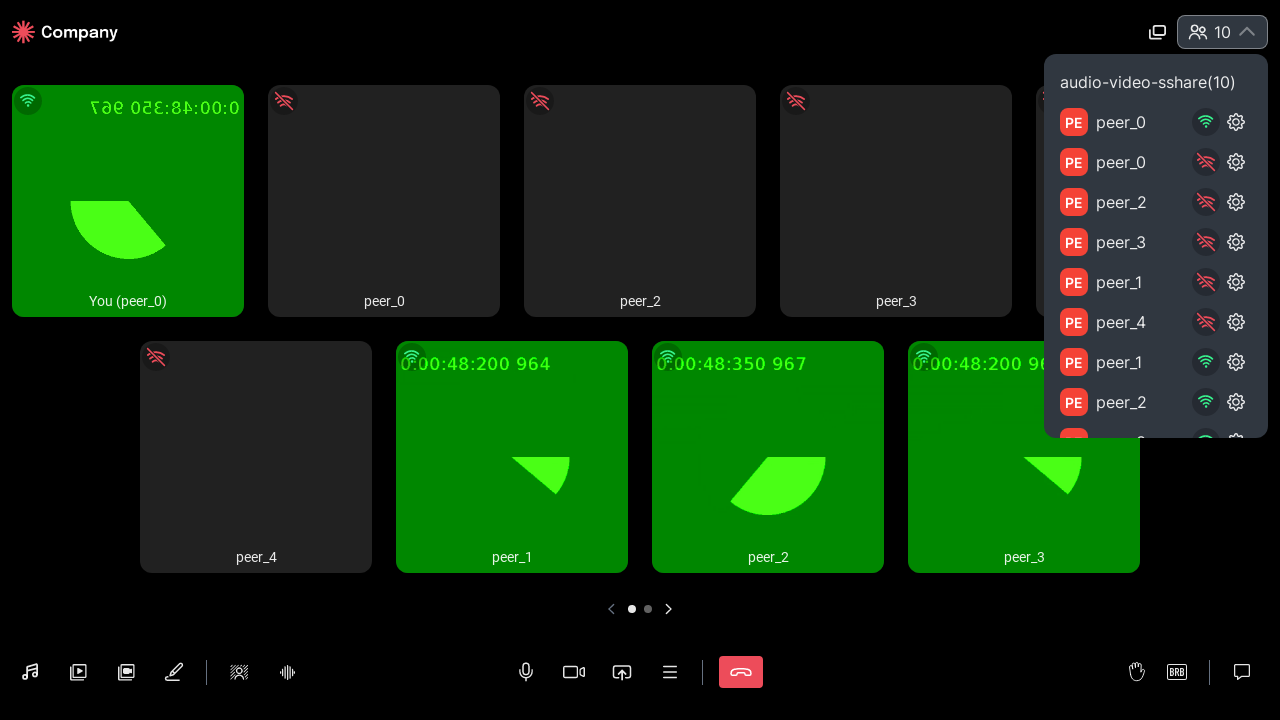 Company
10
audio-video-sshare(10)
0:00:48:350 967
PE peer_0
PE peer_0
PE peer_2
PE peer_3
PE peer_1
PE peer_4
PE peer_1
PE peer_2
You (peer_0)
peer_0
peer_2
peer_3
0:00:48:200 964
0:00:48:350 967
0:00:48:200
peer_4
peer_1
peer_2
peer_3
BRB